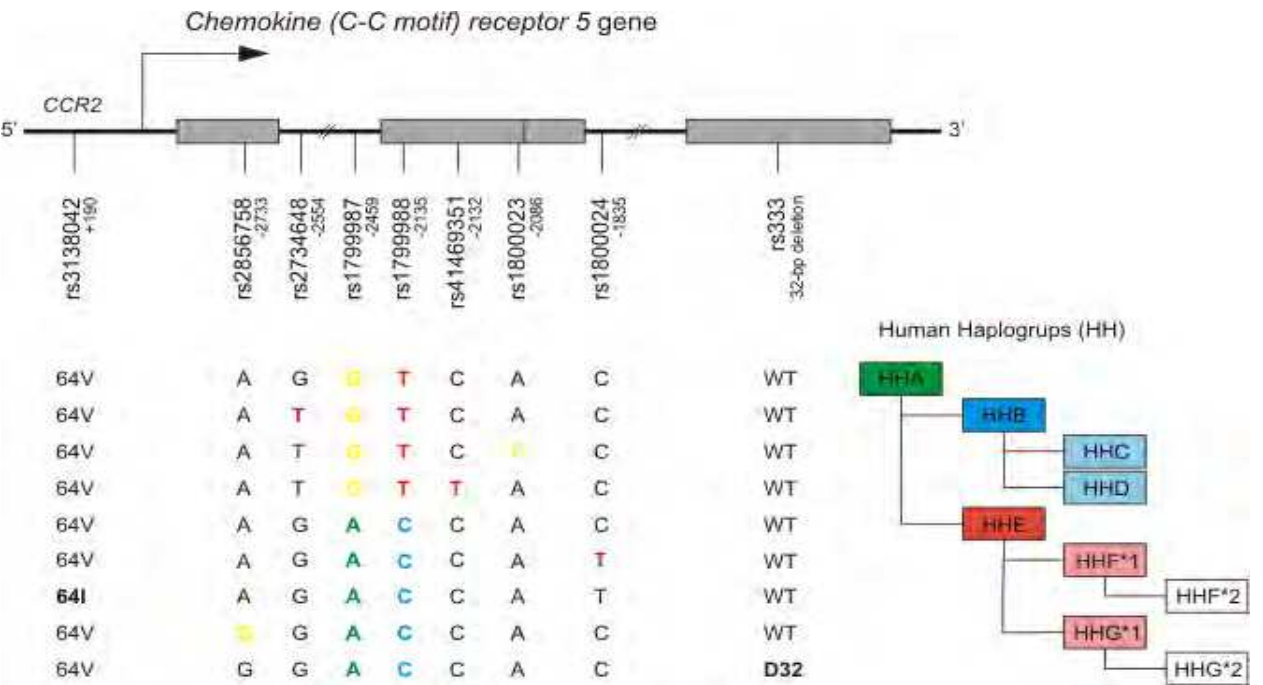 Chemokine (C-C motif) receptor 5 gene
CCR2
5' 3'
rs3138042 +190
rs2856758 -2733
rs2734648 -2554
rs1799987 -2459
rs1799988 -2135
rs41469351 -2132
rs1800023 -2086
rs1800024 -1835
rs333 32-bp deletion
Human Haplogrups (HH)
64V A G G T C A C WT HHA
64V A T G T C A C WT HHB
64V A T G T C C WT HHC
64V A T G T T A C WT HHD
64V A G A C C A C WT HHE
64V A G A C C A T WT HHF*1
64I A G A C C A T WT HHF*2
64V G G A C C A C WT HHG*1
64V G G A C C A C D32 HHG*2